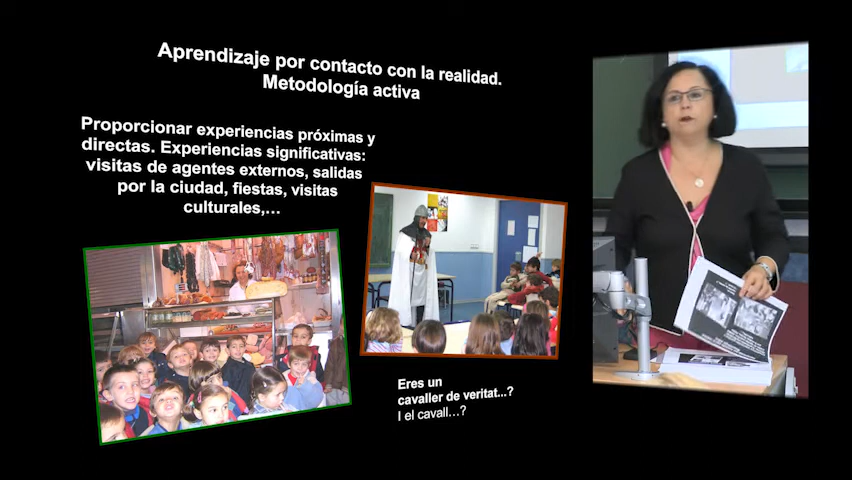 Aprendizaje por contacto con la realidad.
Metodología activa
Proporcionar experiencias próximas y
directas. Experiencias significativas:
visitas de agentes externos, salidas
por la ciudad, fiestas, visitas
culturales,…
Eres un
cavaller de veritat...?
I el cavall…?